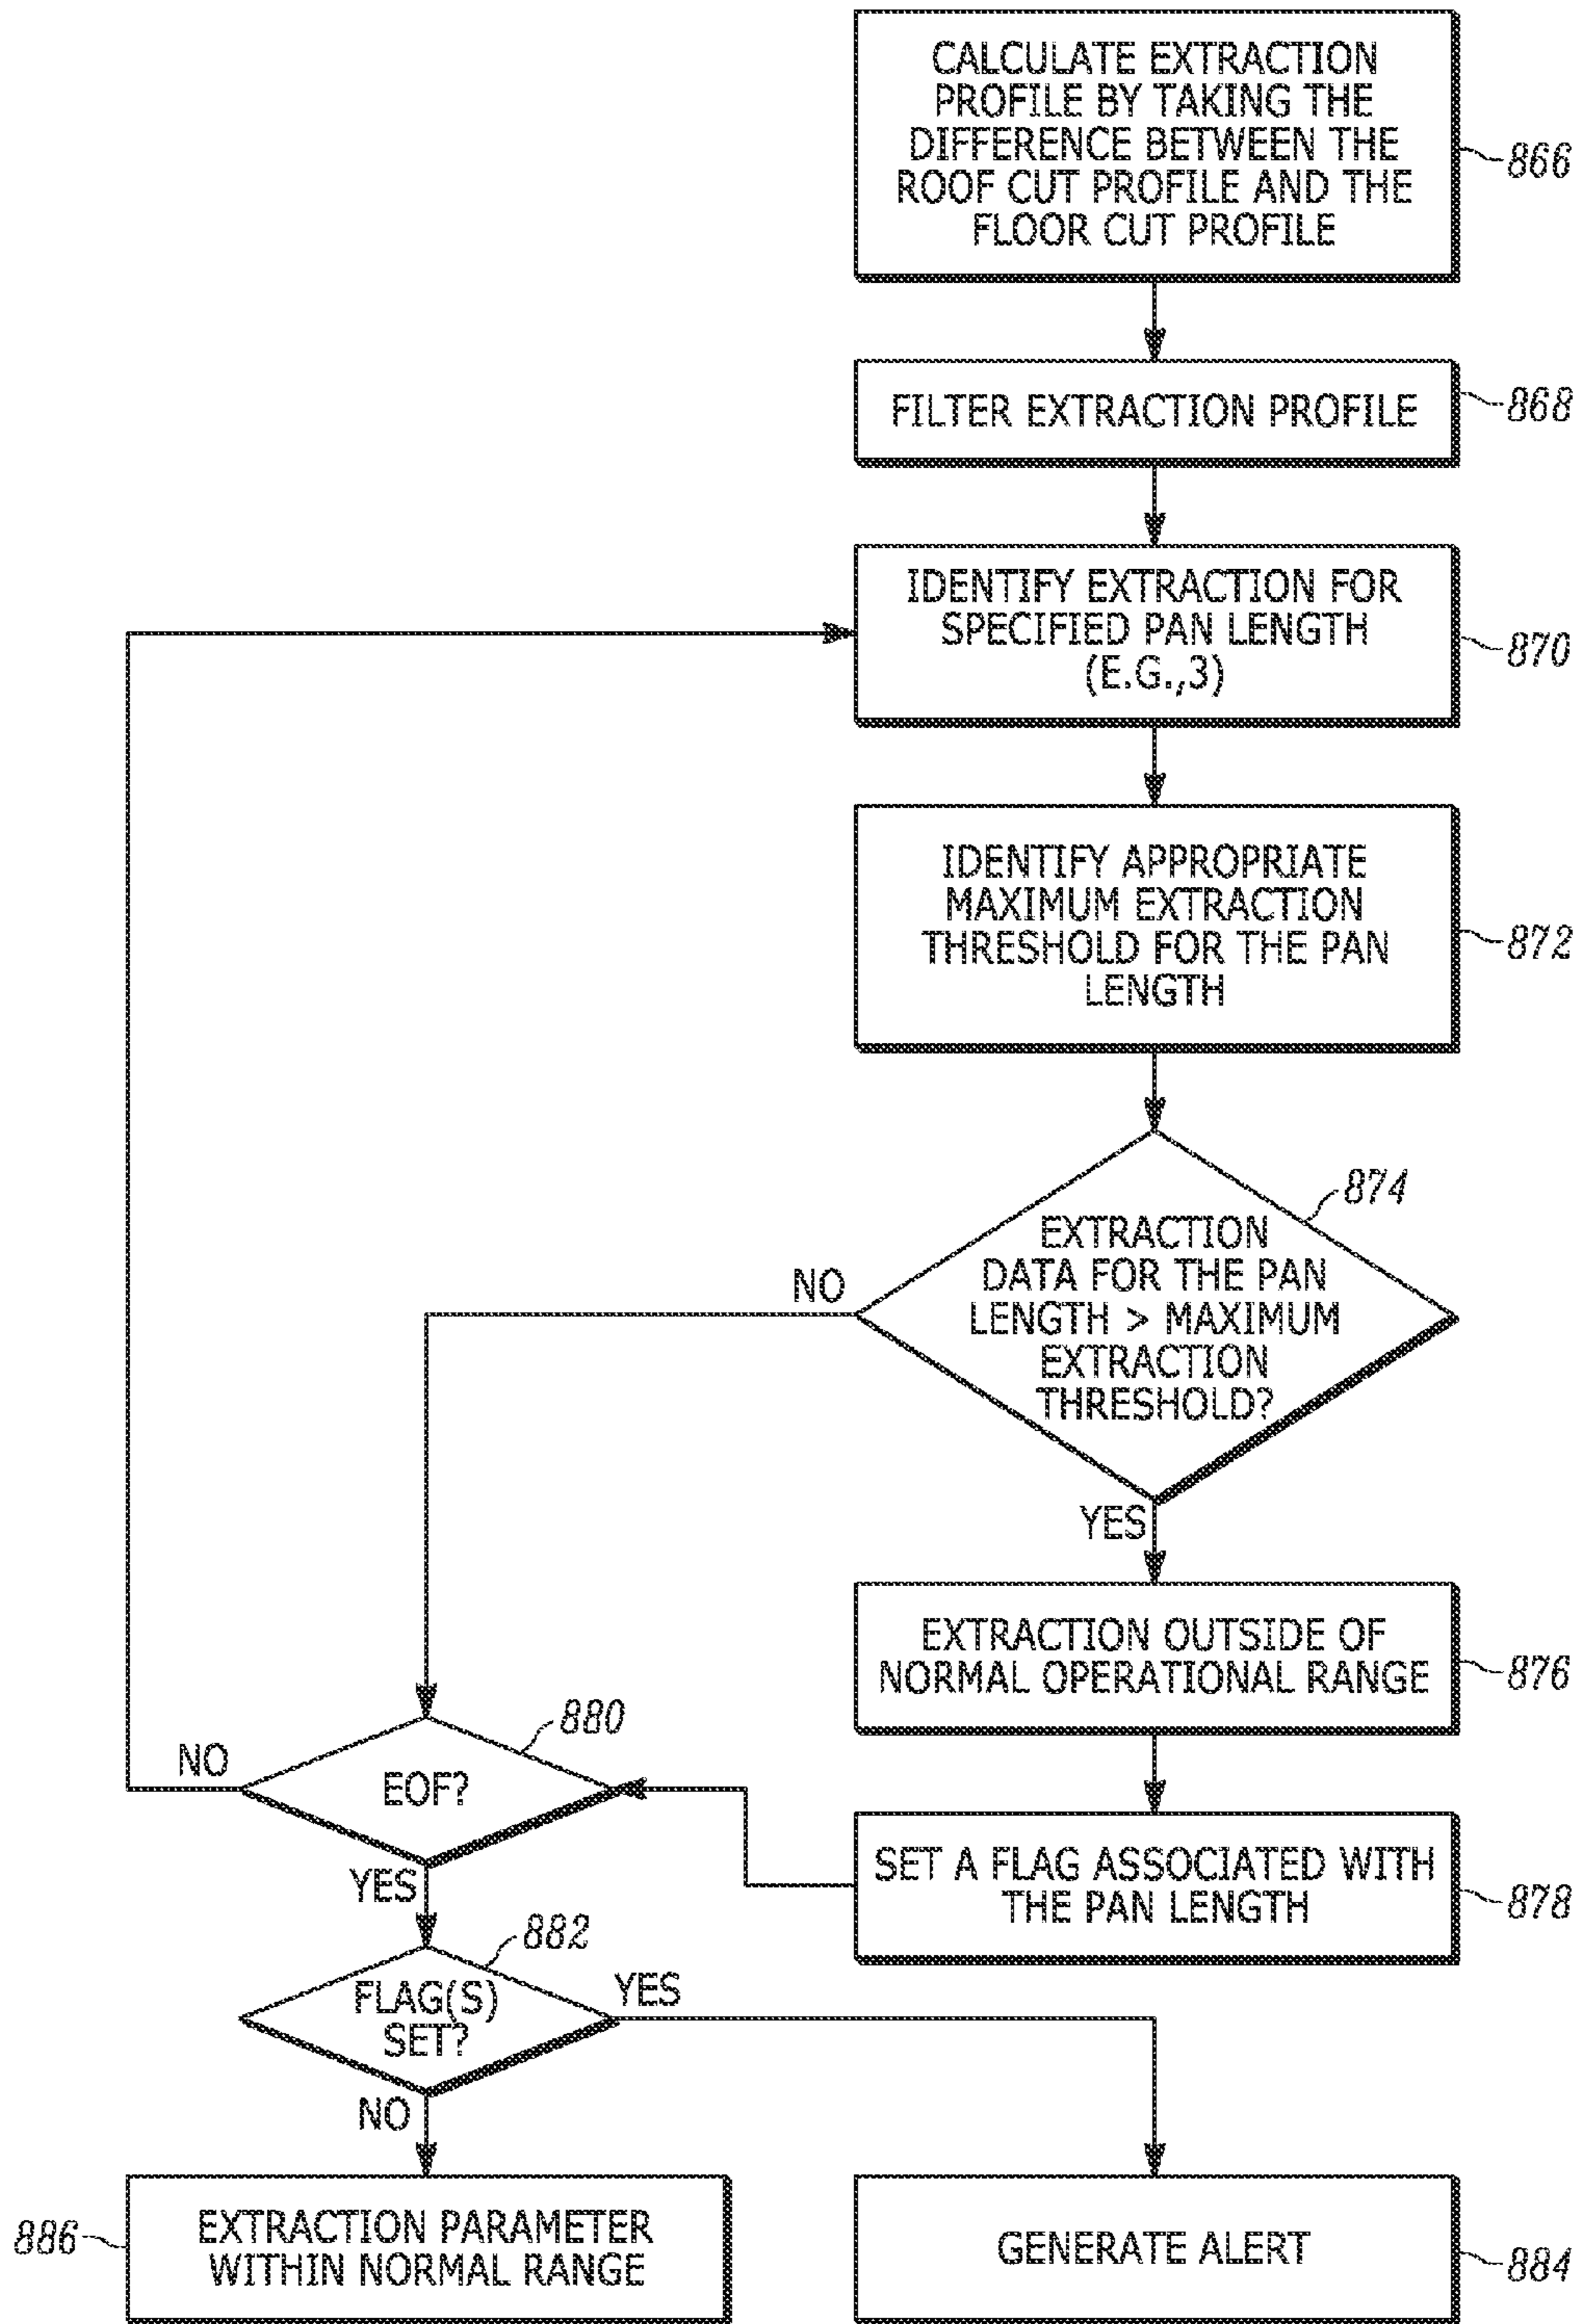 CALCULATE EXTRACTION
PROFILE BY TAKING THE
DIFFERENCE BETWEEN THE
ROOF CUT PROFILE AND THE
FLOOR CUT PROFILE
866
FILTER EXTRACTION PROFILE
868
IDENTIFY EXTRACTION FOR
SPECIFIED PAN LENGTH
(E.G.,3)
870
IDENTIFY APPROPRIATE
MAXIMUM EXTRACTION
THRESHOLD FOR THE PAN
LENGTH
872
874
EXTRACTION
DATA FOR THE PAN
LENGTH > MAXIMUM
EXTRACTION
THRESHOLD?
NO
YES
EXTRACTION OUTSIDE OF
NORMAL OPERATIONAL RANGE
876
SET A FLAG ASSOCIATED WITH
THE PAN LENGTH
878
880
EOF?
NO
YES
882
FLAG(S)
SET?
YES
NO
886
EXTRACTION PARAMETER
WITHIN NORMAL RANGE
GENERATE ALERT
884